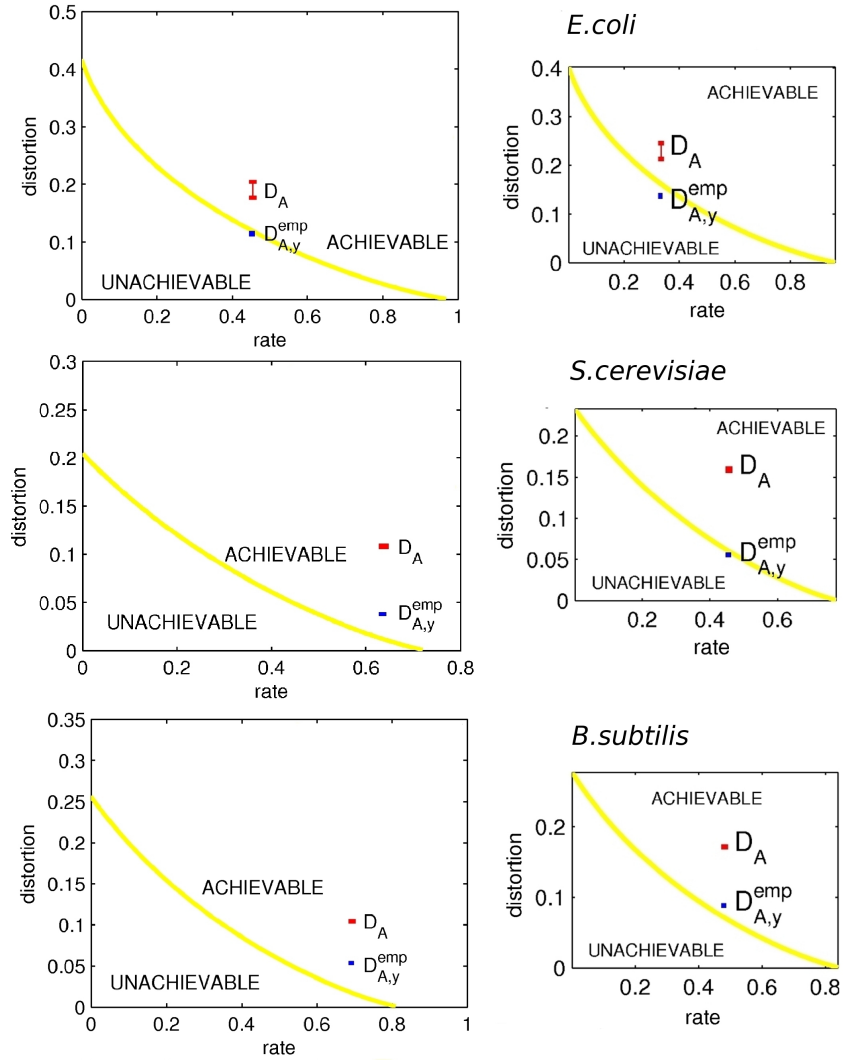 E.coli
0.5
0.4
0.3
0.2
0.1
0
distortion
D_A
D_{A,y}^{emp}
ACHIEVABLE
UNACHIEVABLE
0
0.2
0.4
0.6
0.8
1
rate
0.4
0.3
0.2
0.1
0
distortion
ACHIEVABLE
D_A
D_{A,y}^{emp}
UNACHIEVABLE
0.2
0.4
0.6
0.8
rate
S.cerevisiae
0.3
0.25
0.2
0.15
0.1
0.05
0
distortion
ACHIEVABLE
D_A
D_{A,y}^{emp}
UNACHIEVABLE
0
0.2
0.4
0.6
0.8
rate
0.2
0.15
0.1
0.05
0
distortion
ACHIEVABLE
D_A
D_{A,y}^{emp}
UNACHIEVABLE
0.2
0.4
0.6
rate
B.subtilis
0.35
0.3
0.25
0.2
0.15
0.1
0.05
0
distortion
ACHIEVABLE
D_A
D_{A,y}^{emp}
UNACHIEVABLE
0
0.2
0.4
0.6
0.8
1
rate
0.2
0.1
0
distortion
ACHIEVABLE
D_A
D_{A,y}^{emp}
UNACHIEVABLE
0.2
0.4
0.6
0.8
rate